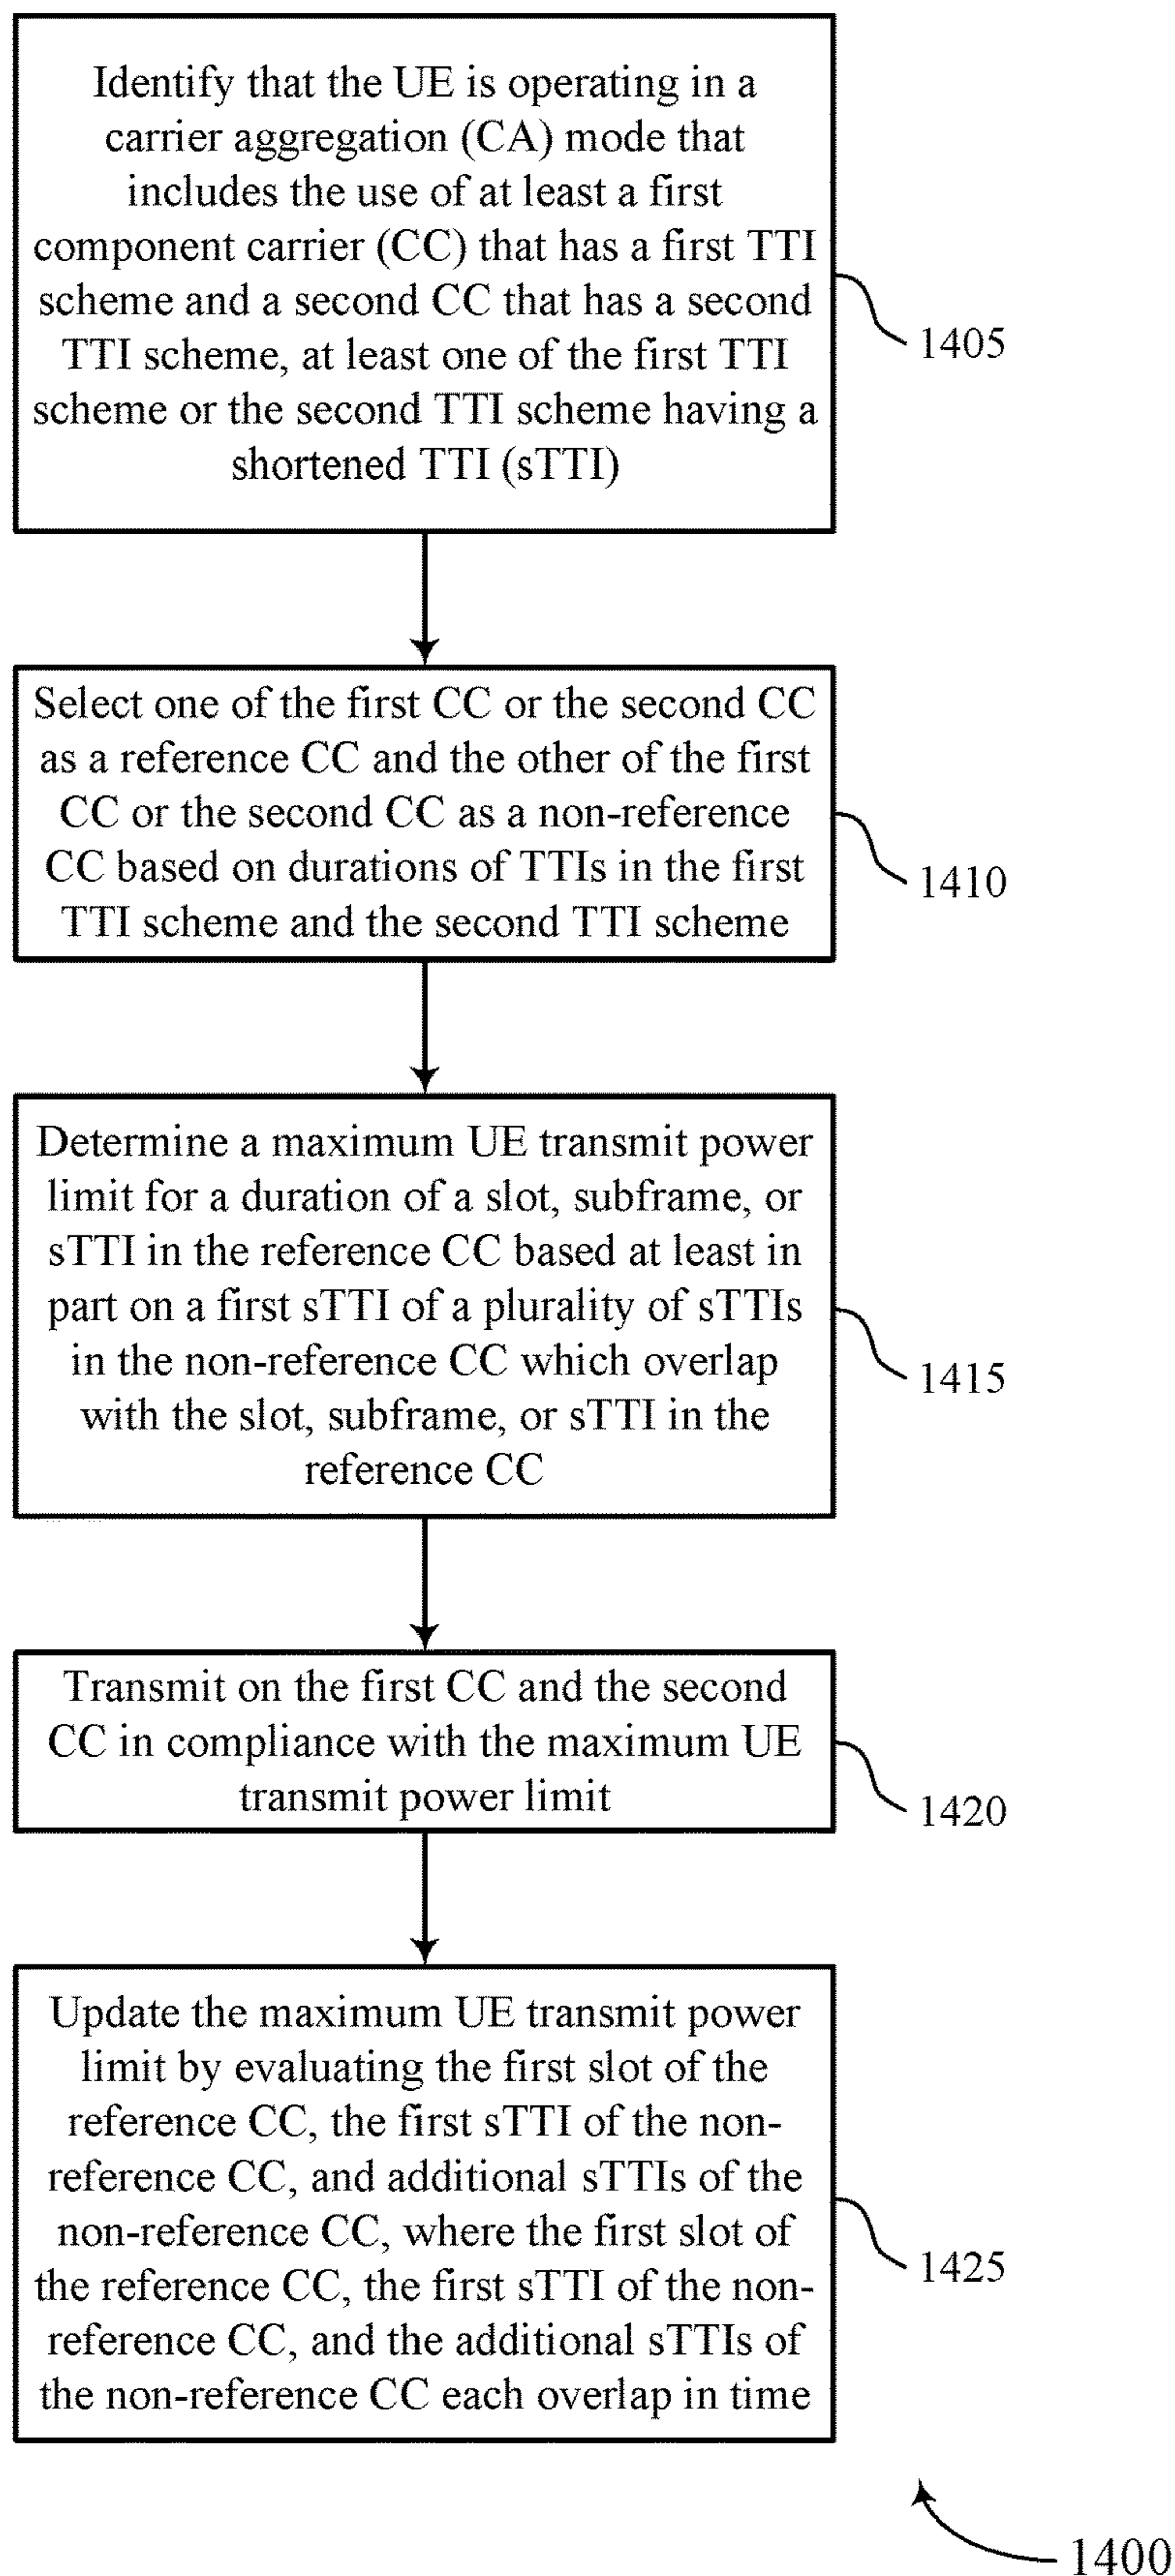 Identify that the UE is operating in a
carrier aggregation (CA) mode that
includes the use of at least a first
component carrier (CC) that has a first TTI
scheme and a second CC that has a second
TTI scheme, at least one of the first TTI
scheme or the second TTI scheme having a
shortened TTI (sTTI)
1405
Select one of the first CC or the second CC
as a reference CC and the other of the first
CC or the second CC as a non-reference
CC based on durations of TTIs in the first
TTI scheme and the second TTI scheme
1410
Determine a maximum UE transmit power
limit for a duration of a slot, subframe, or
sTTI in the reference CC based at least in
part on a first sTTI of a plurality of sTTIs
in the non-reference CC which overlap
with the slot, subframe, or sTTI in the
reference CC
1415
Transmit on the first CC and the second
CC in compliance with the maximum UE
transmit power limit
1420
Update the maximum UE transmit power
limit by evaluating the first slot of the
reference CC, the first sTTI of the non-
reference CC, and additional sTTIs of the
non-reference CC, where the first slot of
the reference CC, the first sTTI of the non-
reference CC, and the additional sTTIs of
the non-reference CC each overlap in time
1425
1400